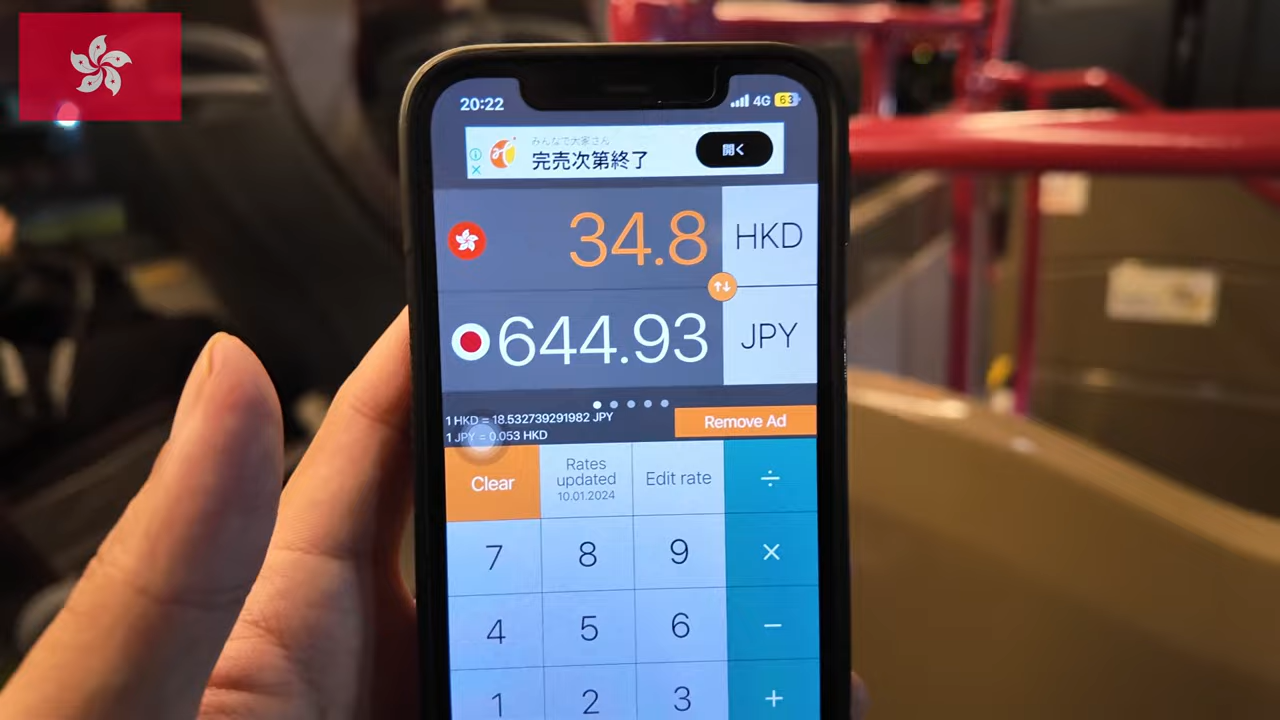 20:22
4G
63
みんなで大家さん
完売次第終了
開く
34.8
HKD
644.93
JPY
1 HKD = 18.532739291982 JPY
1 JPY = 0.053 HKD
Remove Ad
Clear
Rates
updated
10.01.2024
Edit rate
÷
7
8
9
×
4
5
6
−
1
2
3
+